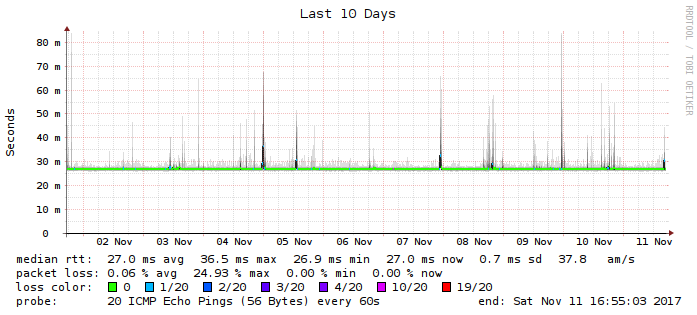 Last 10 Days
RRDTOOL / TOBI OETIKER
Seconds
80 m
70 m
60 m
50 m
40 m
30 m
20 m
10 m
0
02 Nov 03 Nov 04 Nov 05 Nov 06 Nov 07 Nov 08 Nov 09 Nov 10 Nov 11 Nov
median rtt: 27.0 ms avg 36.5 ms max 26.9 ms min 27.0 ms now 0.7 ms sd 37.8 am/s
packet loss: 0.06 % avg 24.93 % max 0.00 % min 0.00 % now
loss color: 0 1/20 2/20 3/20 4/20 10/20 19/20
probe: 20 ICMP Echo Pings (56 Bytes) every 60s end: Sat Nov 11 16:55:03 2017